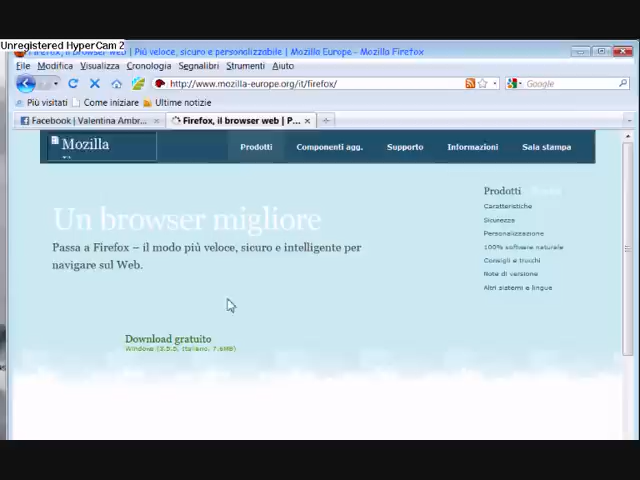 Unregistered HyperCam 2
Firefox, il browser web | Più veloce, sicuro e personalizzabile | Mozilla Europe - Mozilla Firefox
File Modifica Visualizza Cronologia Segnalibri Strumenti Aiuto
http://www.mozilla-europe.org/it/firefox/
Google
Più visitati Come iniziare Ultime notizie
Facebook | Valentina Ambr...
Firefox, il browser web | P...
Mozilla
Prodotti Componenti agg. Supporto Informazioni Sala stampa
Un browser migliore
Passa a Firefox – il modo più veloce, sicuro e intelligente per
navigare sul Web.
Download gratuito
Windows (3.5.5, Italiano, 7.6MB)
Prodotti
Caratteristiche
Sicurezza
Personalizzazione
100% software naturale
Consigli e trucchi
Note di versione
Altri sistemi e lingue